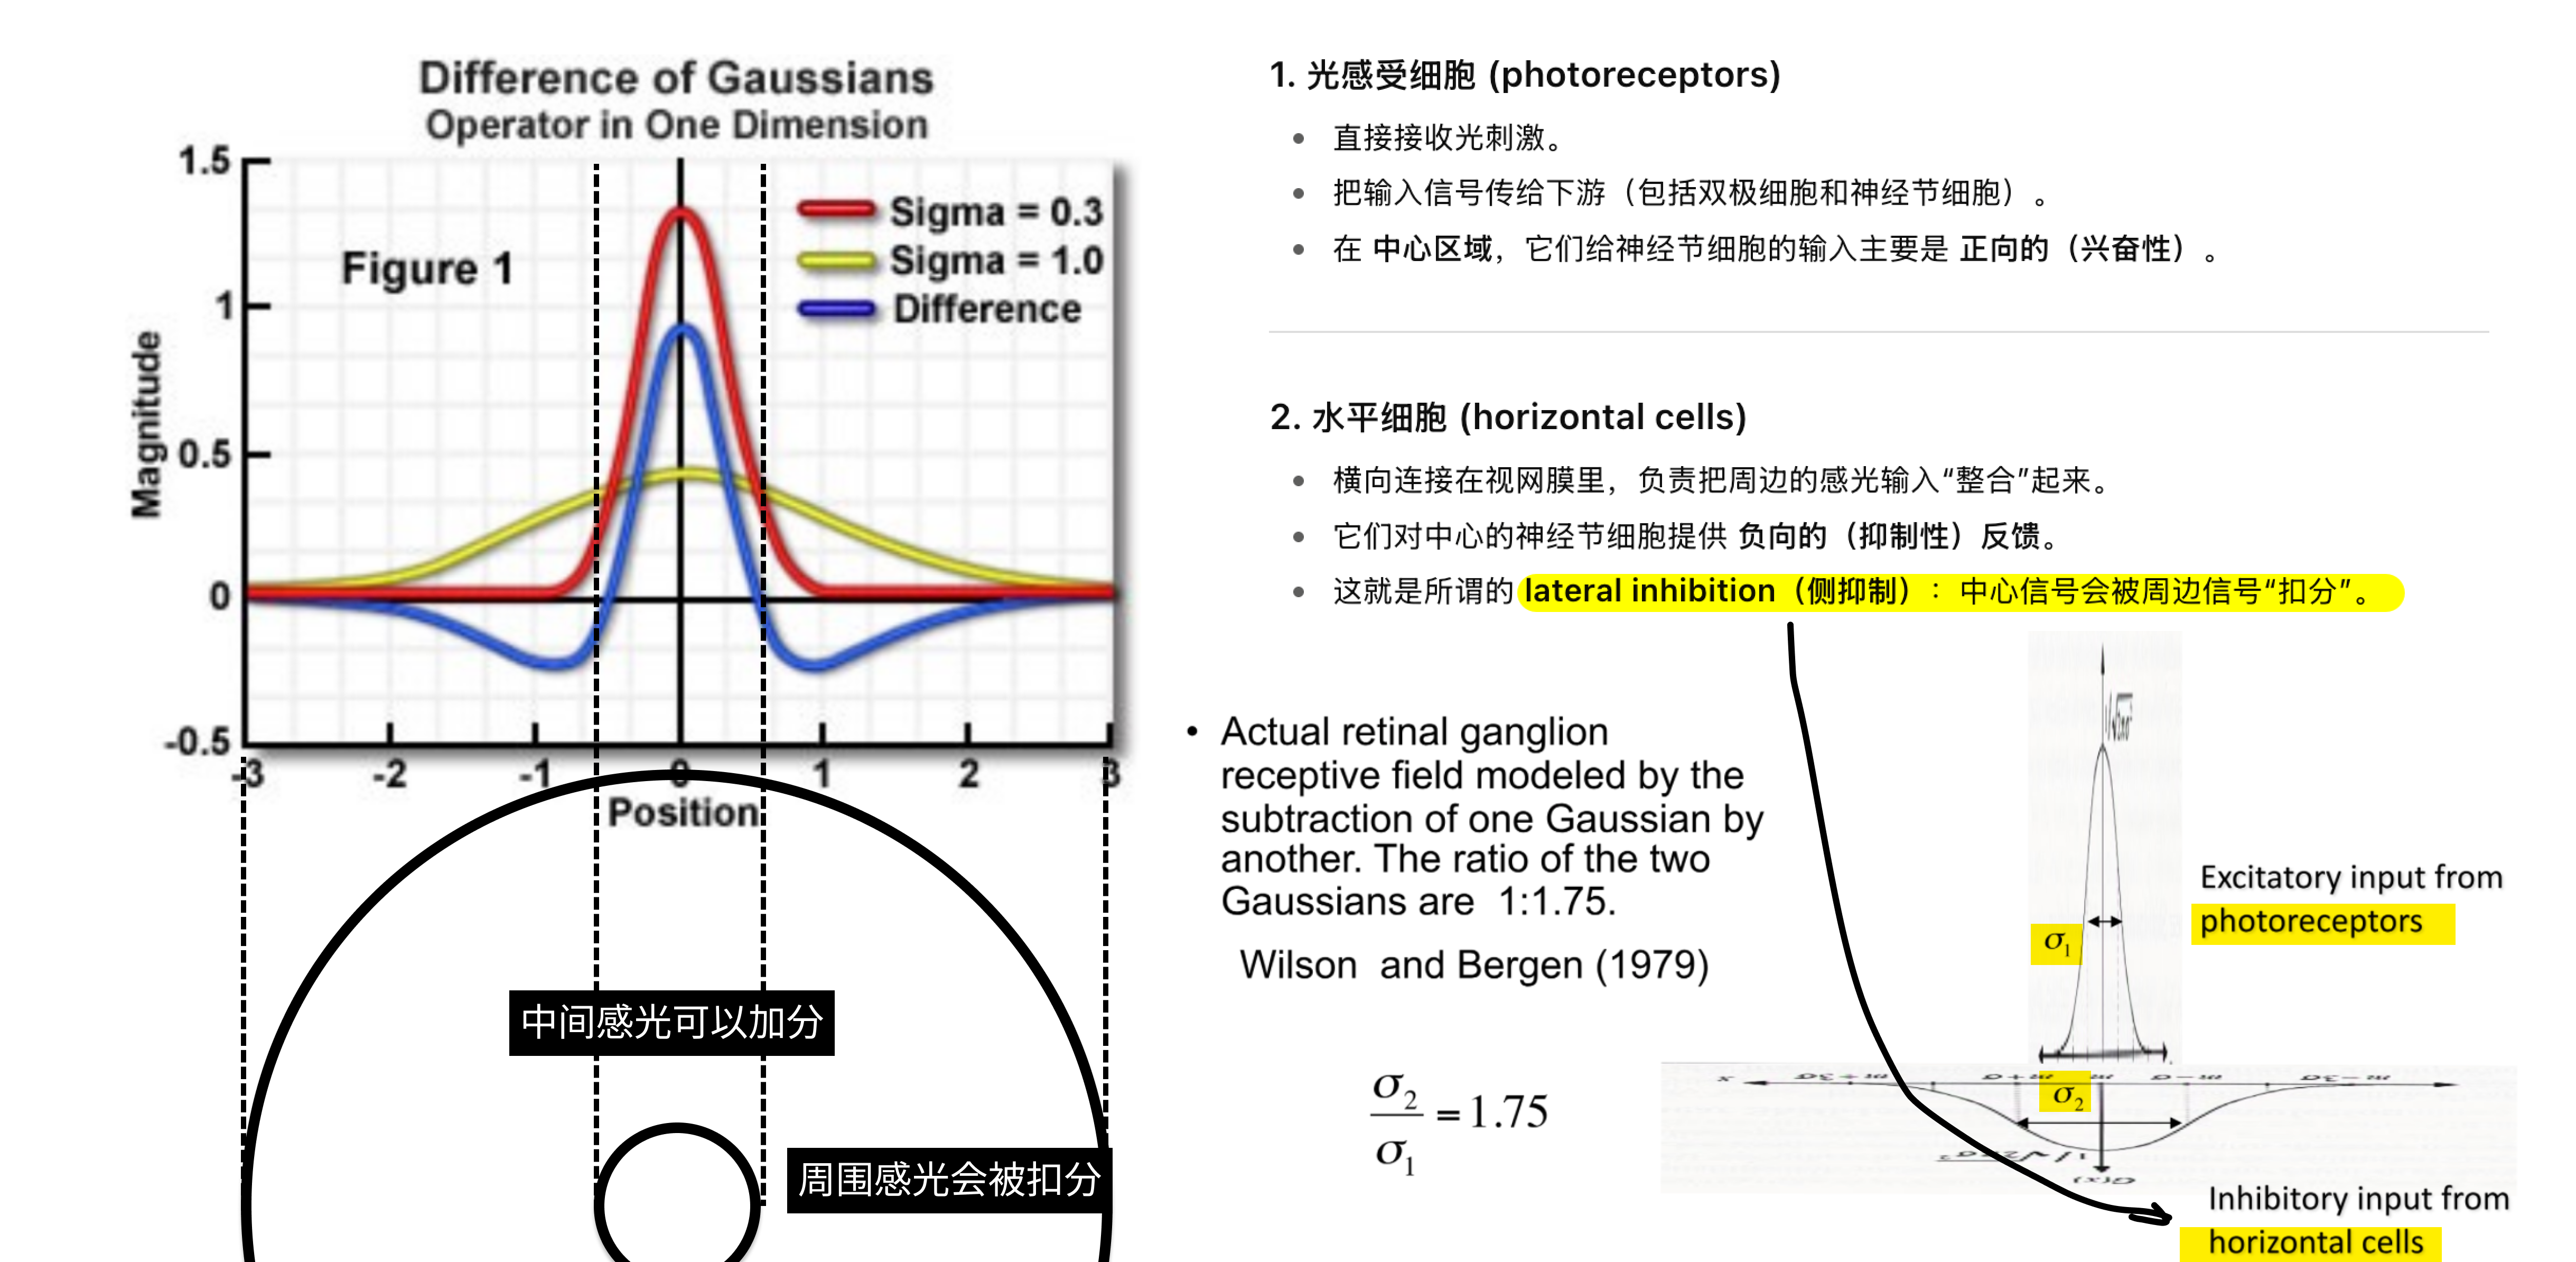 Difference of Gaussians
Operator in One Dimension
1.5
1
0.5
0
-0.5
Magnitude
Figure 1
Sigma = 0.3
Sigma = 1.0
Difference
-3
-2
-1
0
1
2
3
Position
中间感光可以加分
周围感光会被扣分
1. 光感受细胞 (photoreceptors)
• 直接接收光刺激。
• 把输入信号传给下游（包括双极细胞和神经节细胞）。
• 在 中心区域，它们给神经节细胞的输入主要是 正向的（兴奋性）。
2. 水平细胞 (horizontal cells)
• 横向连接在视网膜里，负责把周边的感光输入“整合”起来。
• 它们对中心的神经节细胞提供 负向的（抑制性）反馈。
• 这就是所谓的 lateral inhibition（侧抑制）：中心信号会被周边信号“扣分”。
• Actual retinal ganglion
receptive field modeled by the
subtraction of one Gaussian by
another. The ratio of the two
Gaussians are 1:1.75.
Wilson and Bergen (1979)
σ₂/σ₁ = 1.75
σ₁
Excitatory input from
photoreceptors
σ₂
Inhibitory input from
horizontal cells